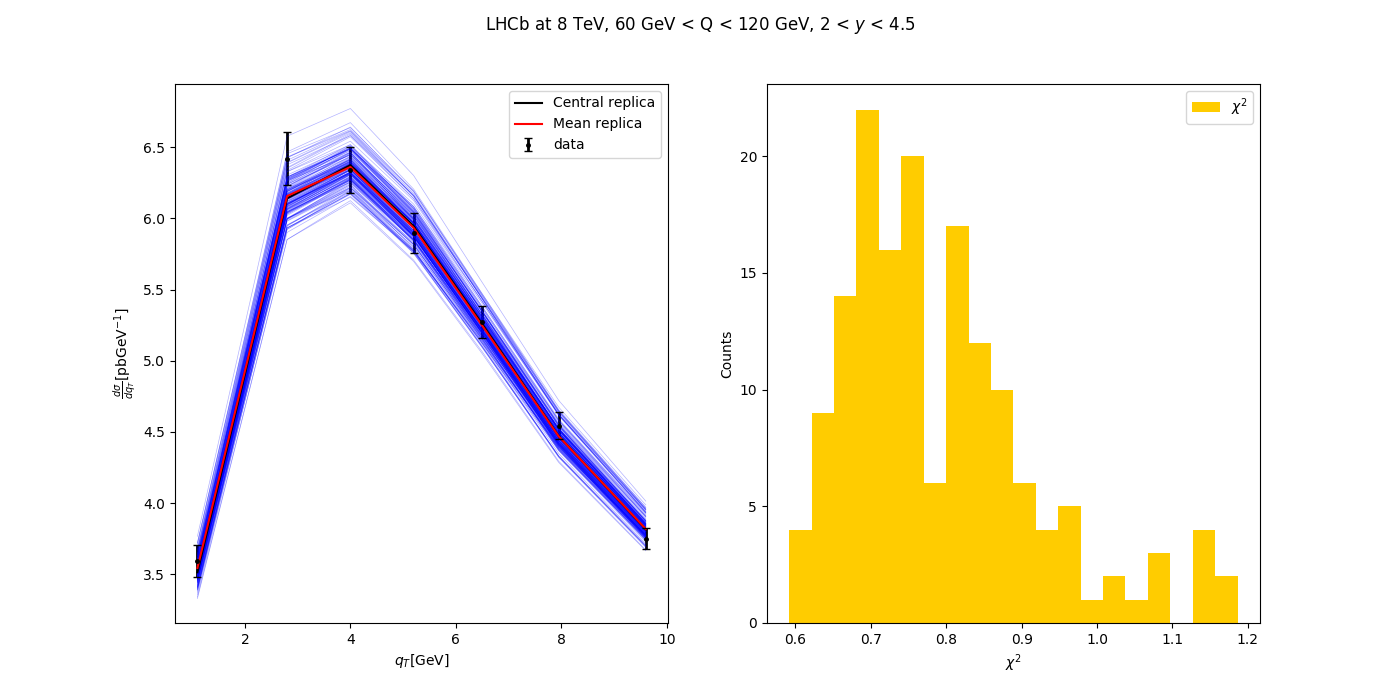 LHCb at 8 TeV, 60 GeV < Q < 120 GeV, 2 < y < 4.5
Central replica
Mean replica
data
6.5
6.0
5.5
5.0
4.5
4.0
3.5
dσ/dq_T [pbGeV⁻¹]
2
4
6
8
10
q_T[GeV]
χ²
20
15
10
5
0
Counts
0.6
0.7
0.8
0.9
1.0
1.1
1.2
χ²